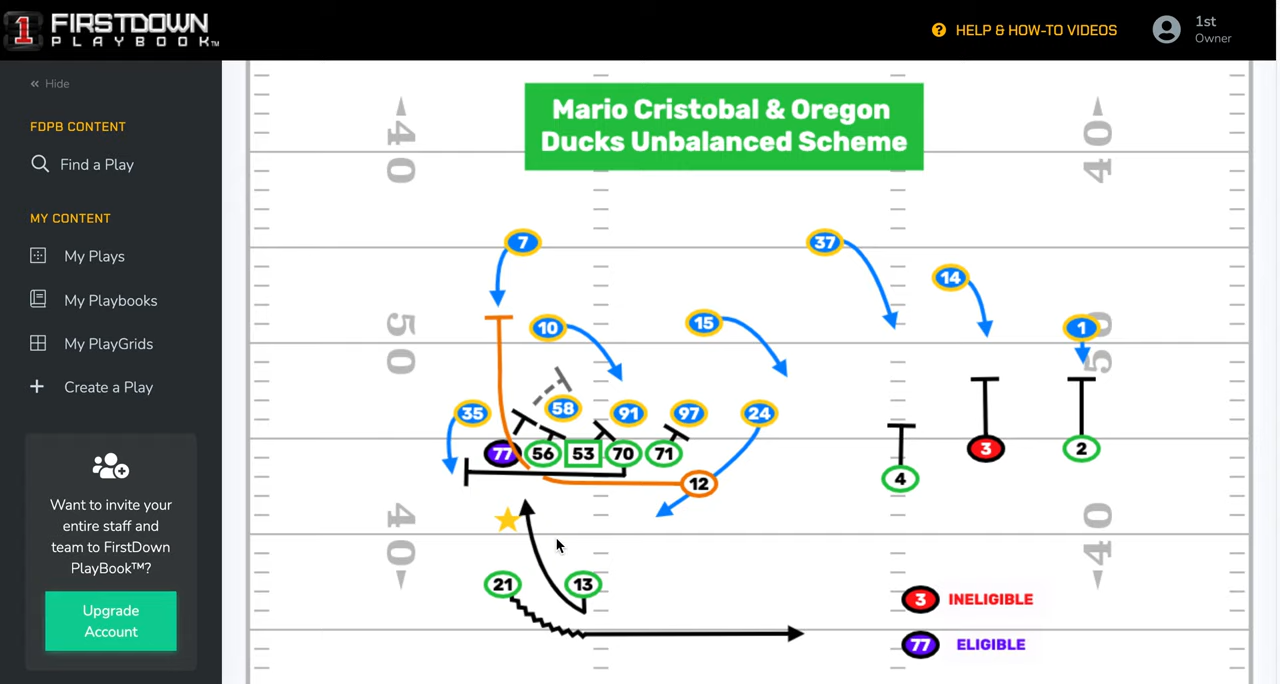 1 FIRSTDOWN
PLAYBOOK™
HELP & HOW-TO VIDEOS
1st
Owner
Hide
FDPB CONTENT
Find a Play
MY CONTENT
My Plays
My Playbooks
My PlayGrids
Create a Play
Want to invite your
entire staff and
team to FirstDown
PlayBook™?
Upgrade
Account
Mario Cristobal & Oregon
Ducks Unbalanced Scheme
40
40
7
37
14
50
10
15
1
50
35
58
91
97
24
77
56
53
70
71
12
4
3
2
40
40
21
13
3 INELIGIBLE
77 ELIGIBLE